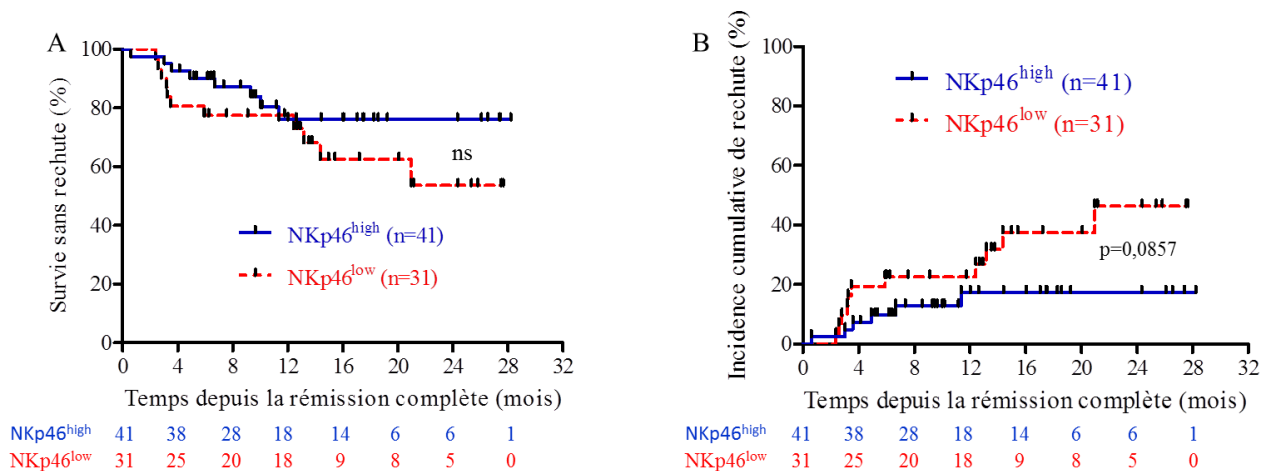 A
Survie sans rechute (%)
100
80
60
40
20
0
ns
NKp46high (n=41)
NKp46low (n=31)
0 4 8 12 16 20 24 28 32
Temps depuis la rémission complète (mois)
NKp46high 41 38 28 18 14 6 6 1
NKp46low 31 25 20 18 9 8 5 0
B
Incidence cumulative de rechute (%)
100
80
60
40
20
0
NKp46high (n=41)
NKp46low (n=31)
p=0,0857
0 4 8 12 16 20 24 28 32
Temps depuis la rémission complète (mois)
NKp46high 41 38 28 18 14 6 6 1
NKp46low 31 25 20 18 9 8 5 0